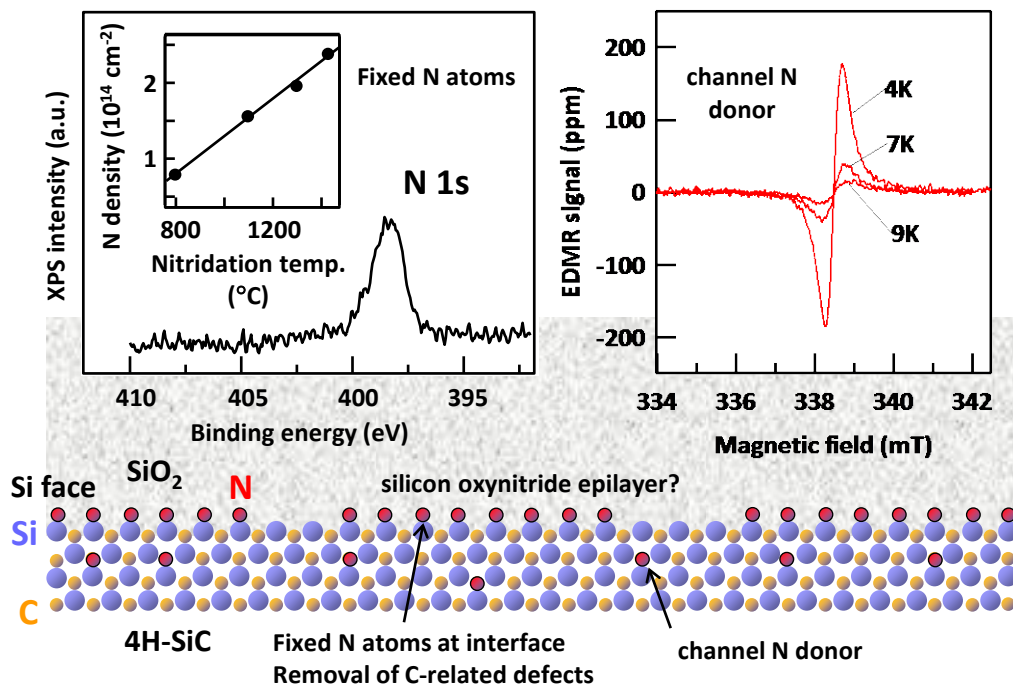 XPS intensity (a.u.)
N density (10¹⁴ cm⁻²)
2
1
800
1200
Nitridation temp.
(°C)
Fixed N atoms
N 1s
410
405
400
395
Binding energy (eV)
EDMR signal (ppm)
200
100
0
-100
-200
channel N
donor
4K
7K
9K
334
336
338
340
342
Magnetic field (mT)
SiO₂
Si face
N
silicon oxynitride epilayer?
Si
C
4H-SiC
Fixed N atoms at interface
Removal of C-related defects
channel N donor